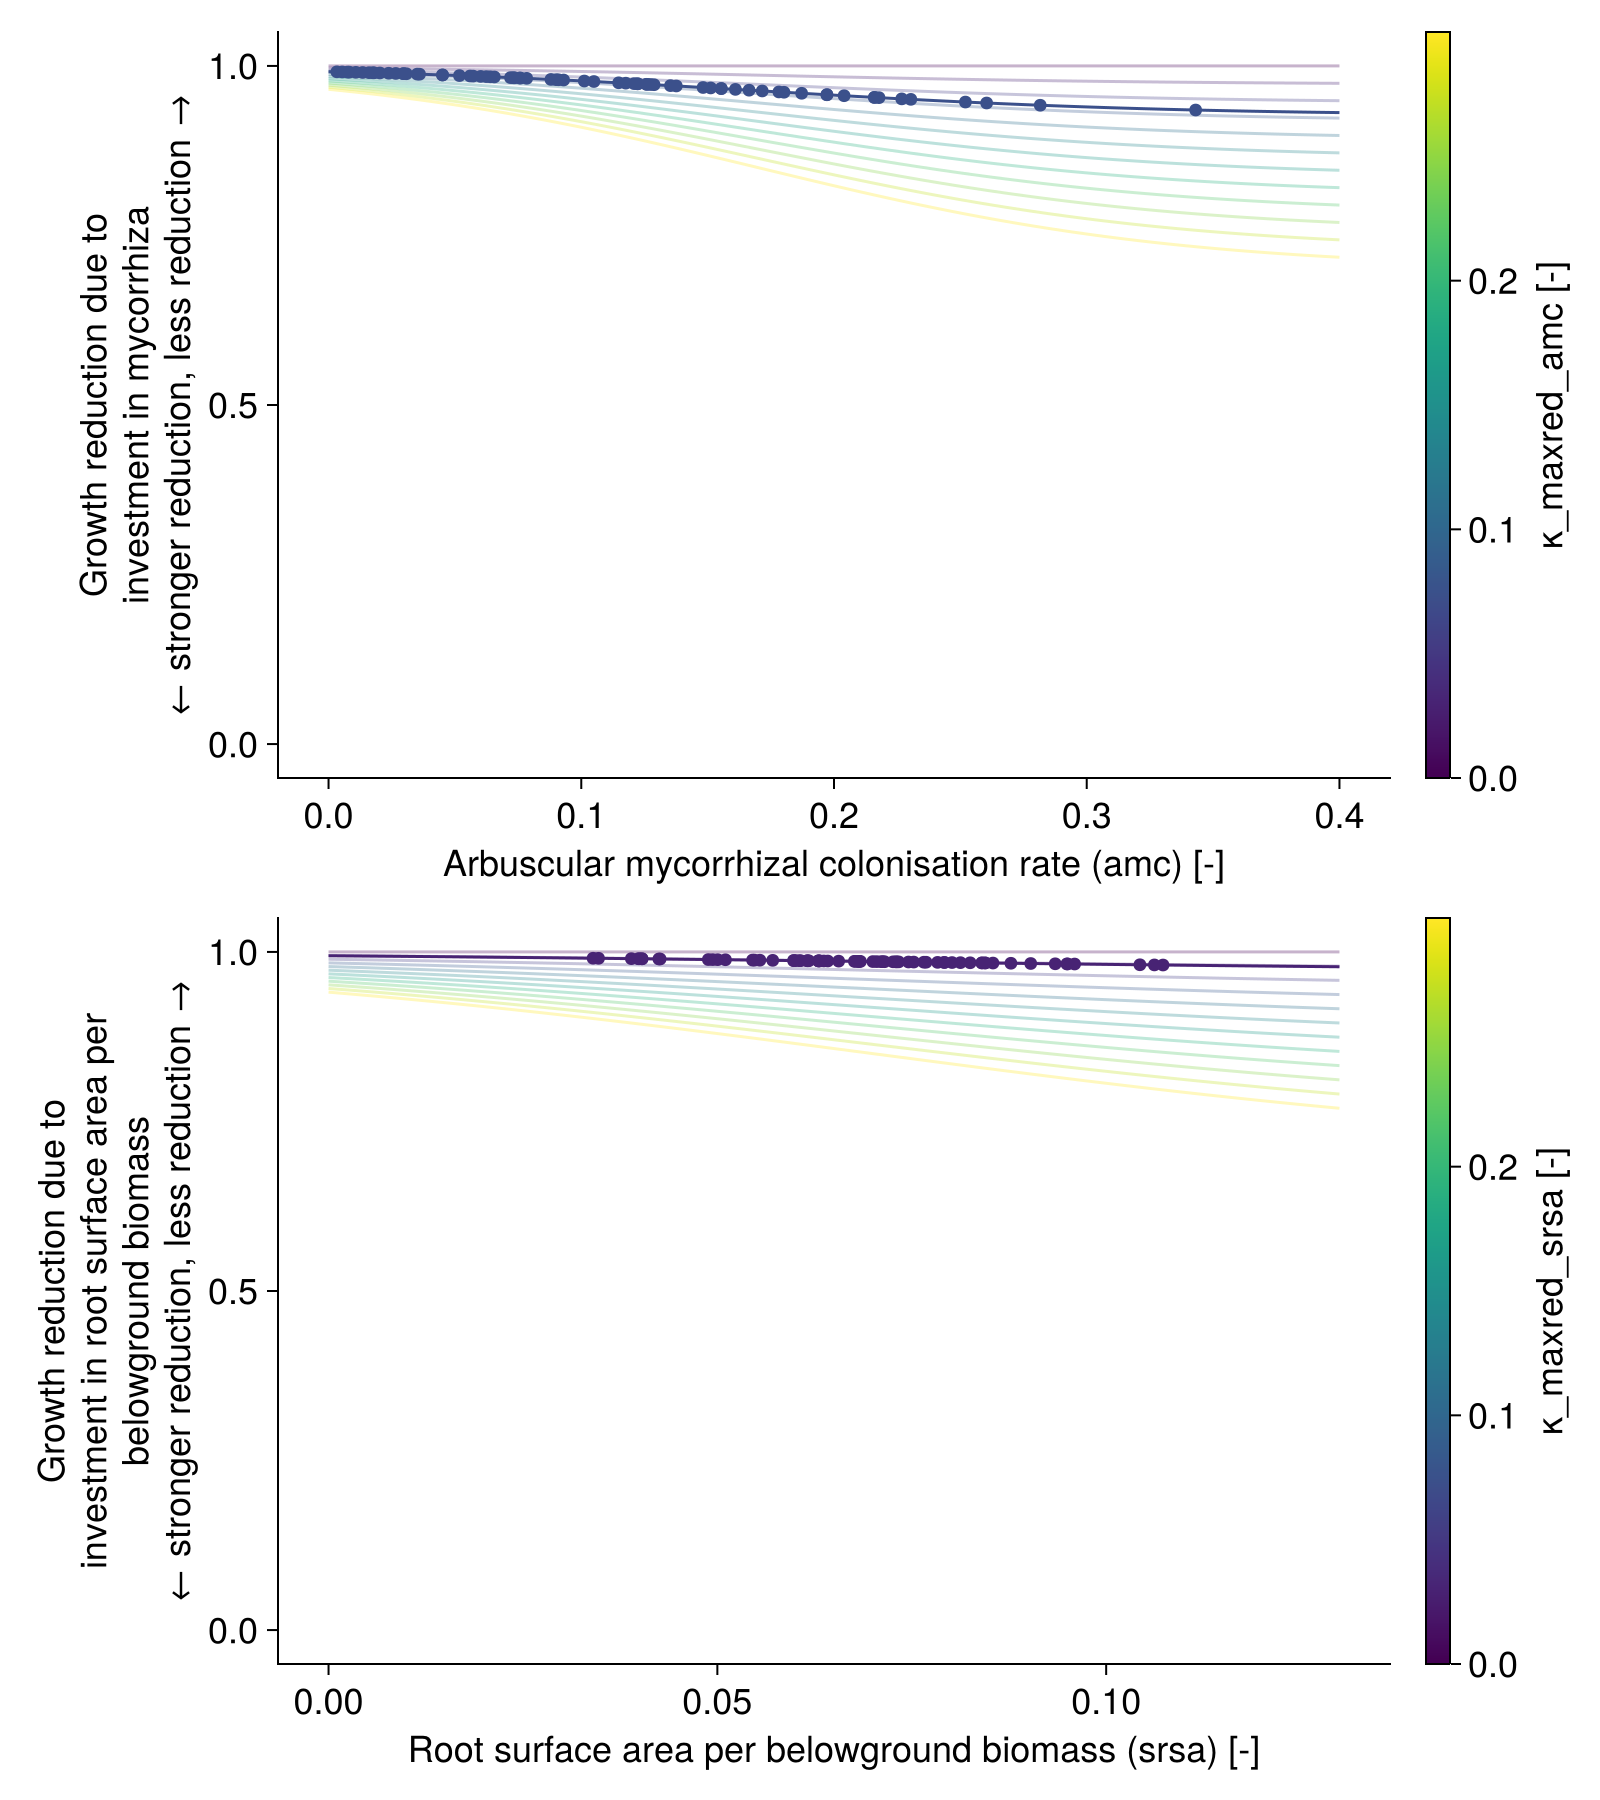 Growth reduction due to
investment in mycorrhiza
← stronger reduction, less reduction →
1.0
0.5
0.0
0.0
0.1
0.2
0.3
0.4
Arbuscular mycorrhizal colonisation rate (amc) [-]
0.2
0.1
0.0
κ_maxred_amc [-]
Growth reduction due to
investment in root surface area per
belowground biomass
← stronger reduction, less reduction →
1.0
0.5
0.0
0.00
0.05
0.10
Root surface area per belowground biomass (srsa) [-]
0.2
0.1
0.0
κ_maxred_srsa [-]